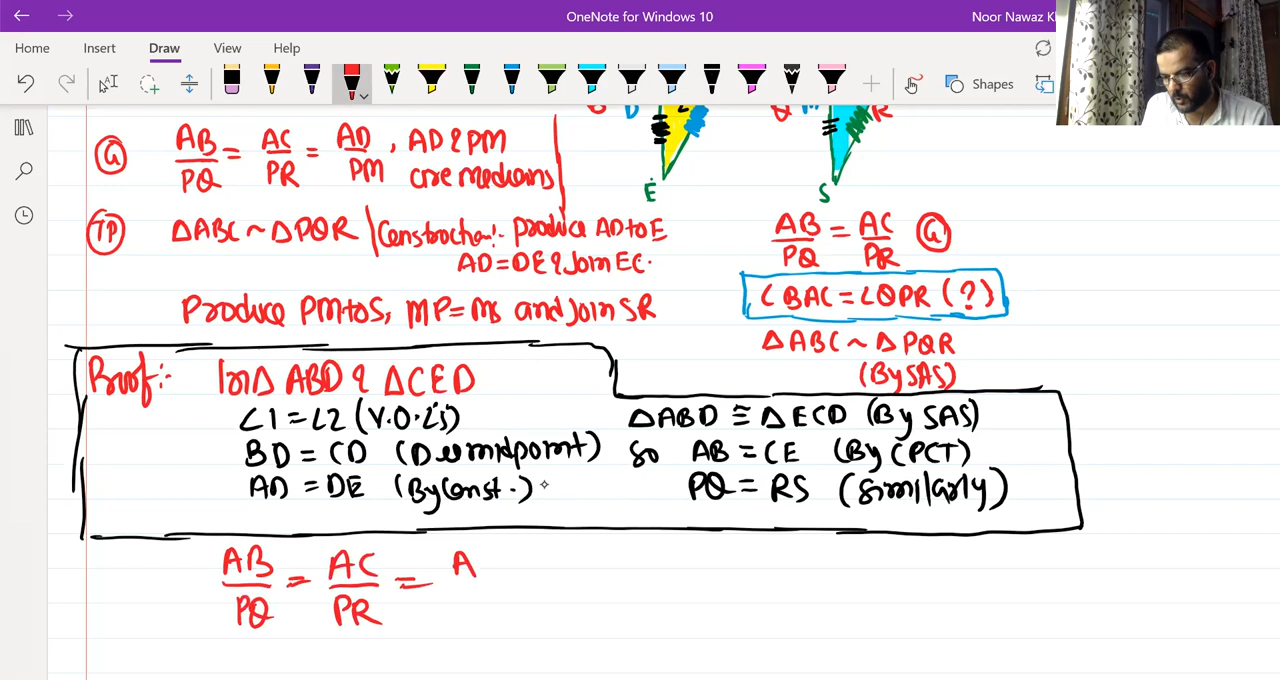 OneNote for Windows 10
Noor Nawaz
Home Insert Draw View Help
Shapes
E
S
G AB/PQ = AC/PR = AD/PM , AD & PM are medians
TP ΔABC ~ ΔPQR | Construction:- Produce AD to E
AD = DE & Join EC.
Produce PM to S, MP = MS and Join SR
AB/PQ = AC/PR G
∠BAC = ∠QPR (?)
ΔABC ~ ΔPQR
(By SAS)
Proof:- In Δ ABD & ΔCED
∠1 = ∠2 (V.O.∠'s)
BD = CD (D is midpoint)
AD = DE (By Const.)
ΔABD ≅ ΔECD (By SAS)
So AB = CE (By CPCT)
PQ = RS (Similarly)
AB/PQ = AC/PR = A